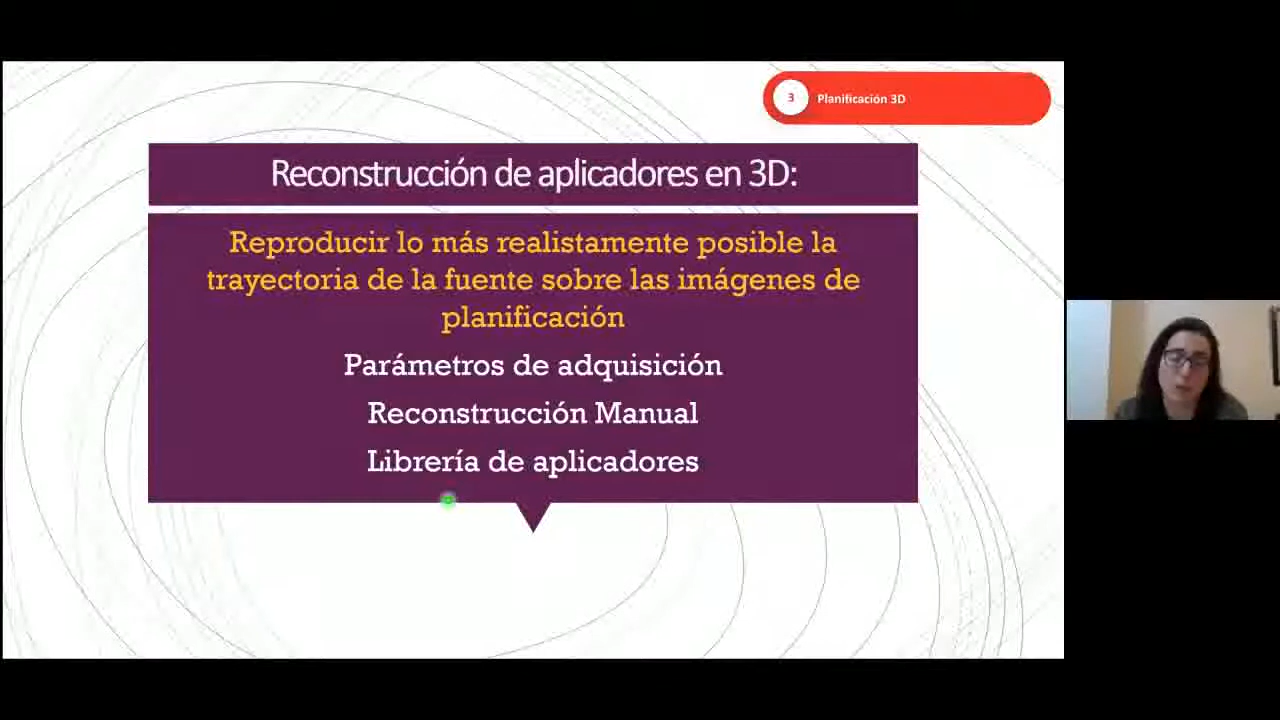 3
Planificación 3D
Reconstrucción de aplicadores en 3D:
Reproducir lo más realistamente posible la
trayectoria de la fuente sobre las imágenes de
planificación
Parámetros de adquisición
Reconstrucción Manual
Librería de aplicadores